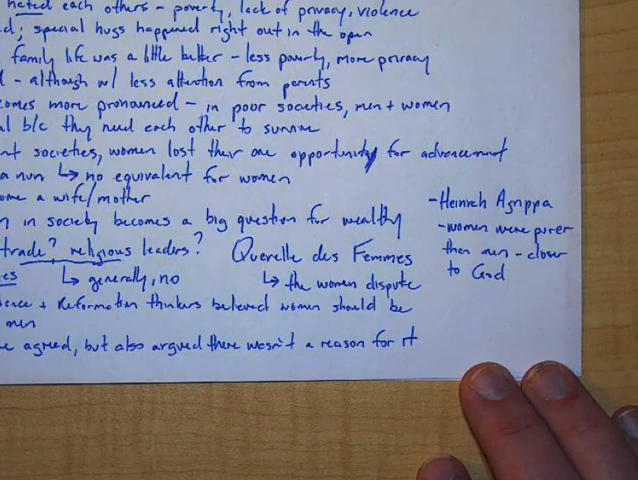 hated each others - poverty, lack of privacy, violence
d; special hugs happened right out in the open
family life was a little better - less poverty, more privacy
d - although w/ less attention from parents
comes more pronounced - in poor societies, men + women
al b/c they need each other to survive
nt societies, women lost their one opportunity for advancement
a nun ↳ no equivalent for women
ome a wife/mother
n in society becomes a big question for wealthy
trade? religious leaders? Querelle des Femmes
es ↳ generally, no ↳ the women dispute
ance + Reformation thinkers believed women should be
men
e agreed, but also argued there wasn't a reason for it
-Heinrich Agrippa
-women were purer
then men - closer
to God